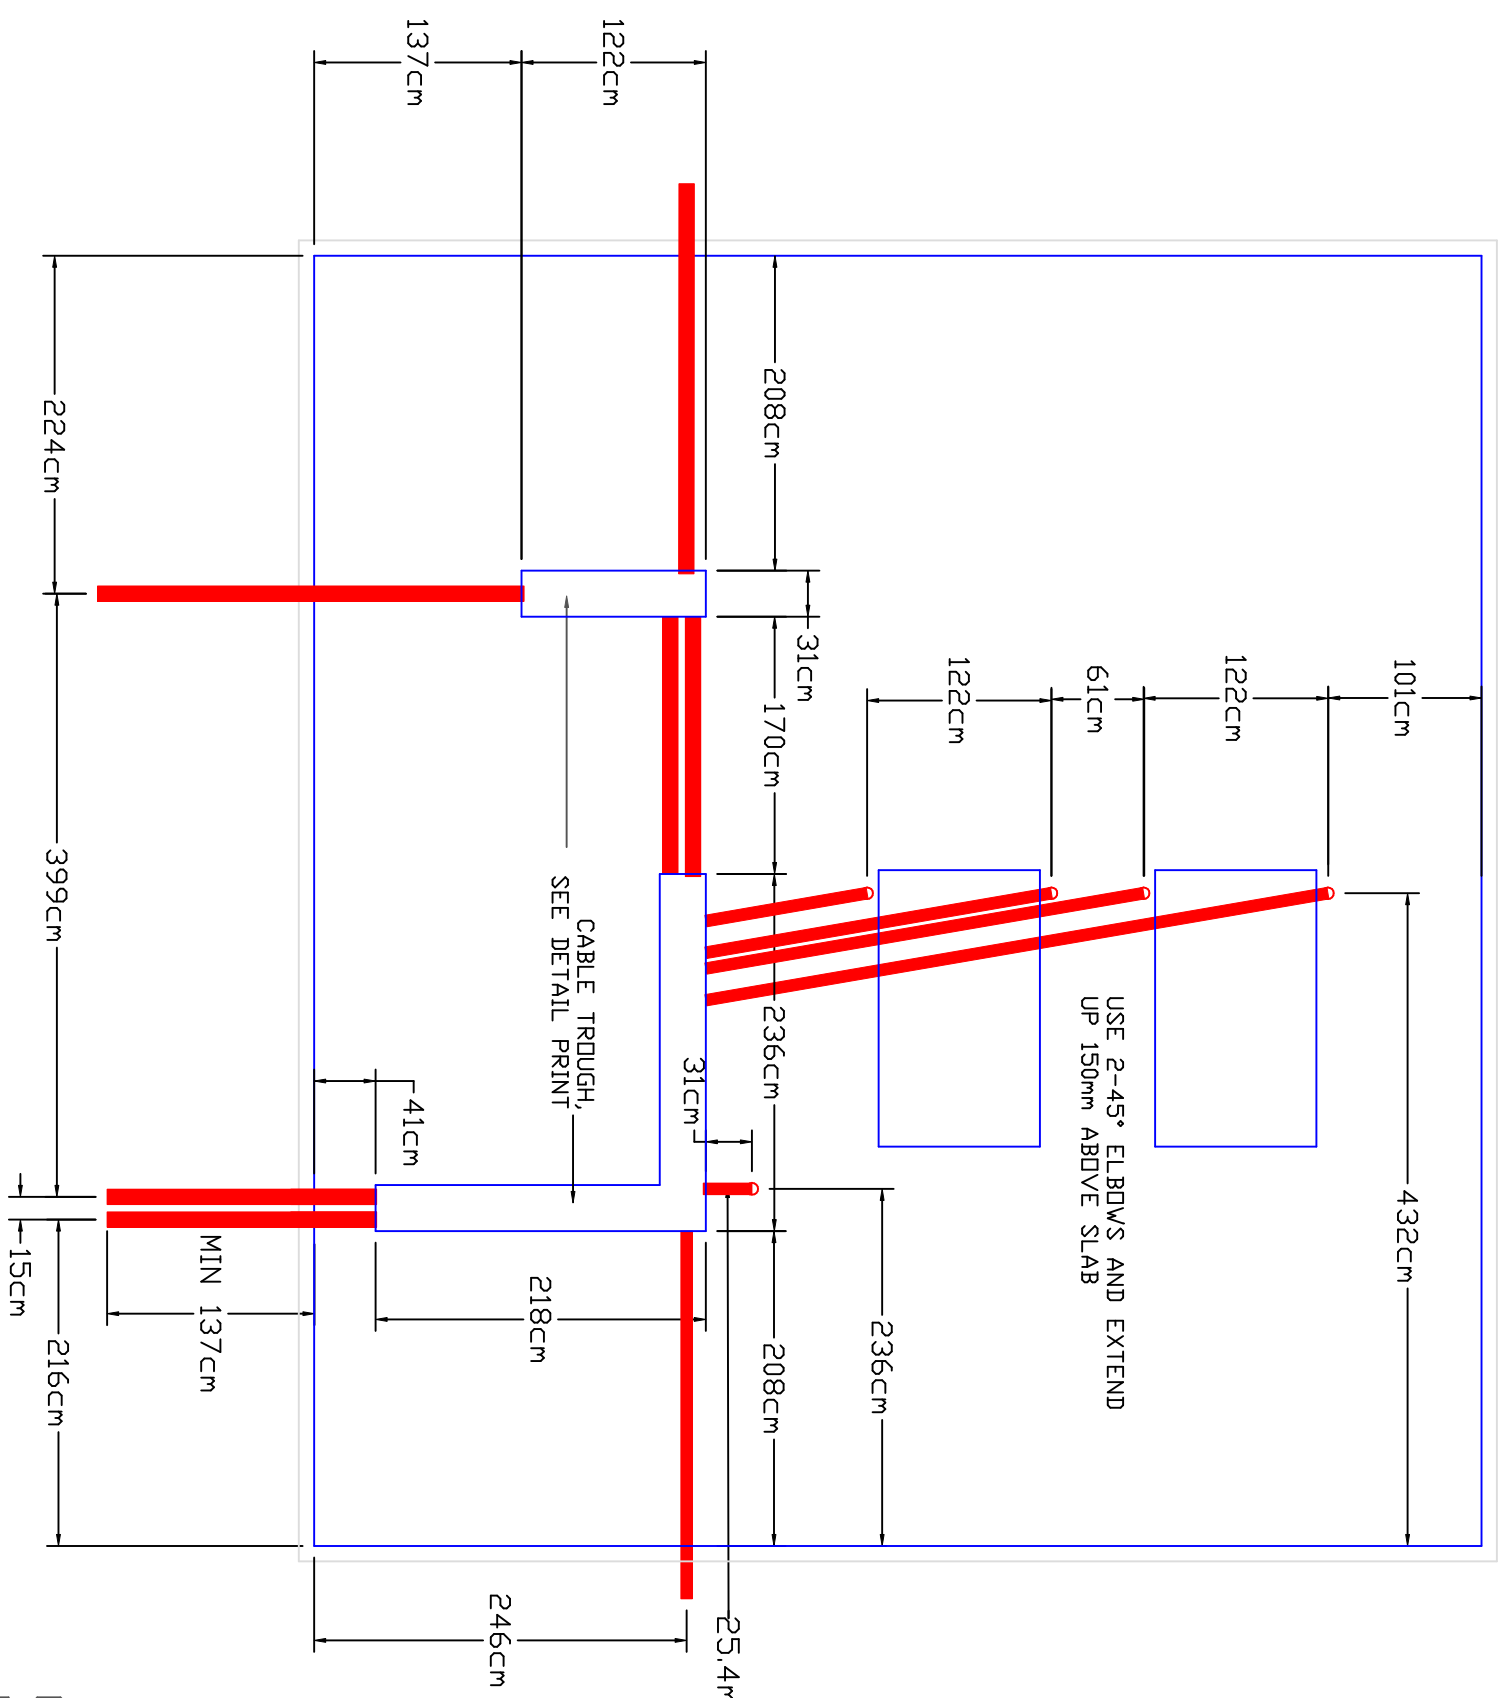 101cm
122cm
61cm
122cm
432cm
USE 2-45° ELBOWS AND EXTEND
UP 150mm ABOVE SLAB
236cm
31cm
208cm
170cm
236cm
208cm
31cm
25.4m
122cm
CABLE TROUGH,
SEE DETAIL PRINT
218cm
246cm
137cm
41cm
MIN 137cm
224cm
399cm
216cm
15cm